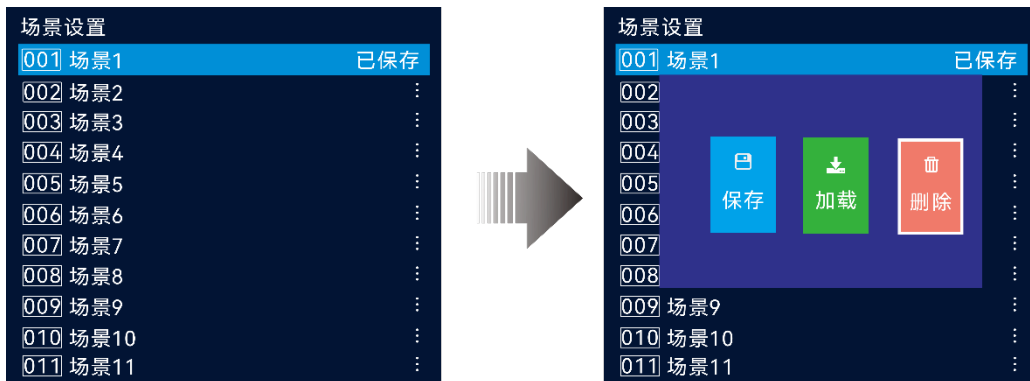 场景设置
001 场景1 已保存
002 场景2
003 场景3
004 场景4
005 场景5
006 场景6
007 场景7
008 场景8
009 场景9
010 场景10
011 场景11
场景设置
001 场景1 已保存
002
003
004
005
006
007
008
保存 加载 删除
009 场景9
010 场景10
011 场景11